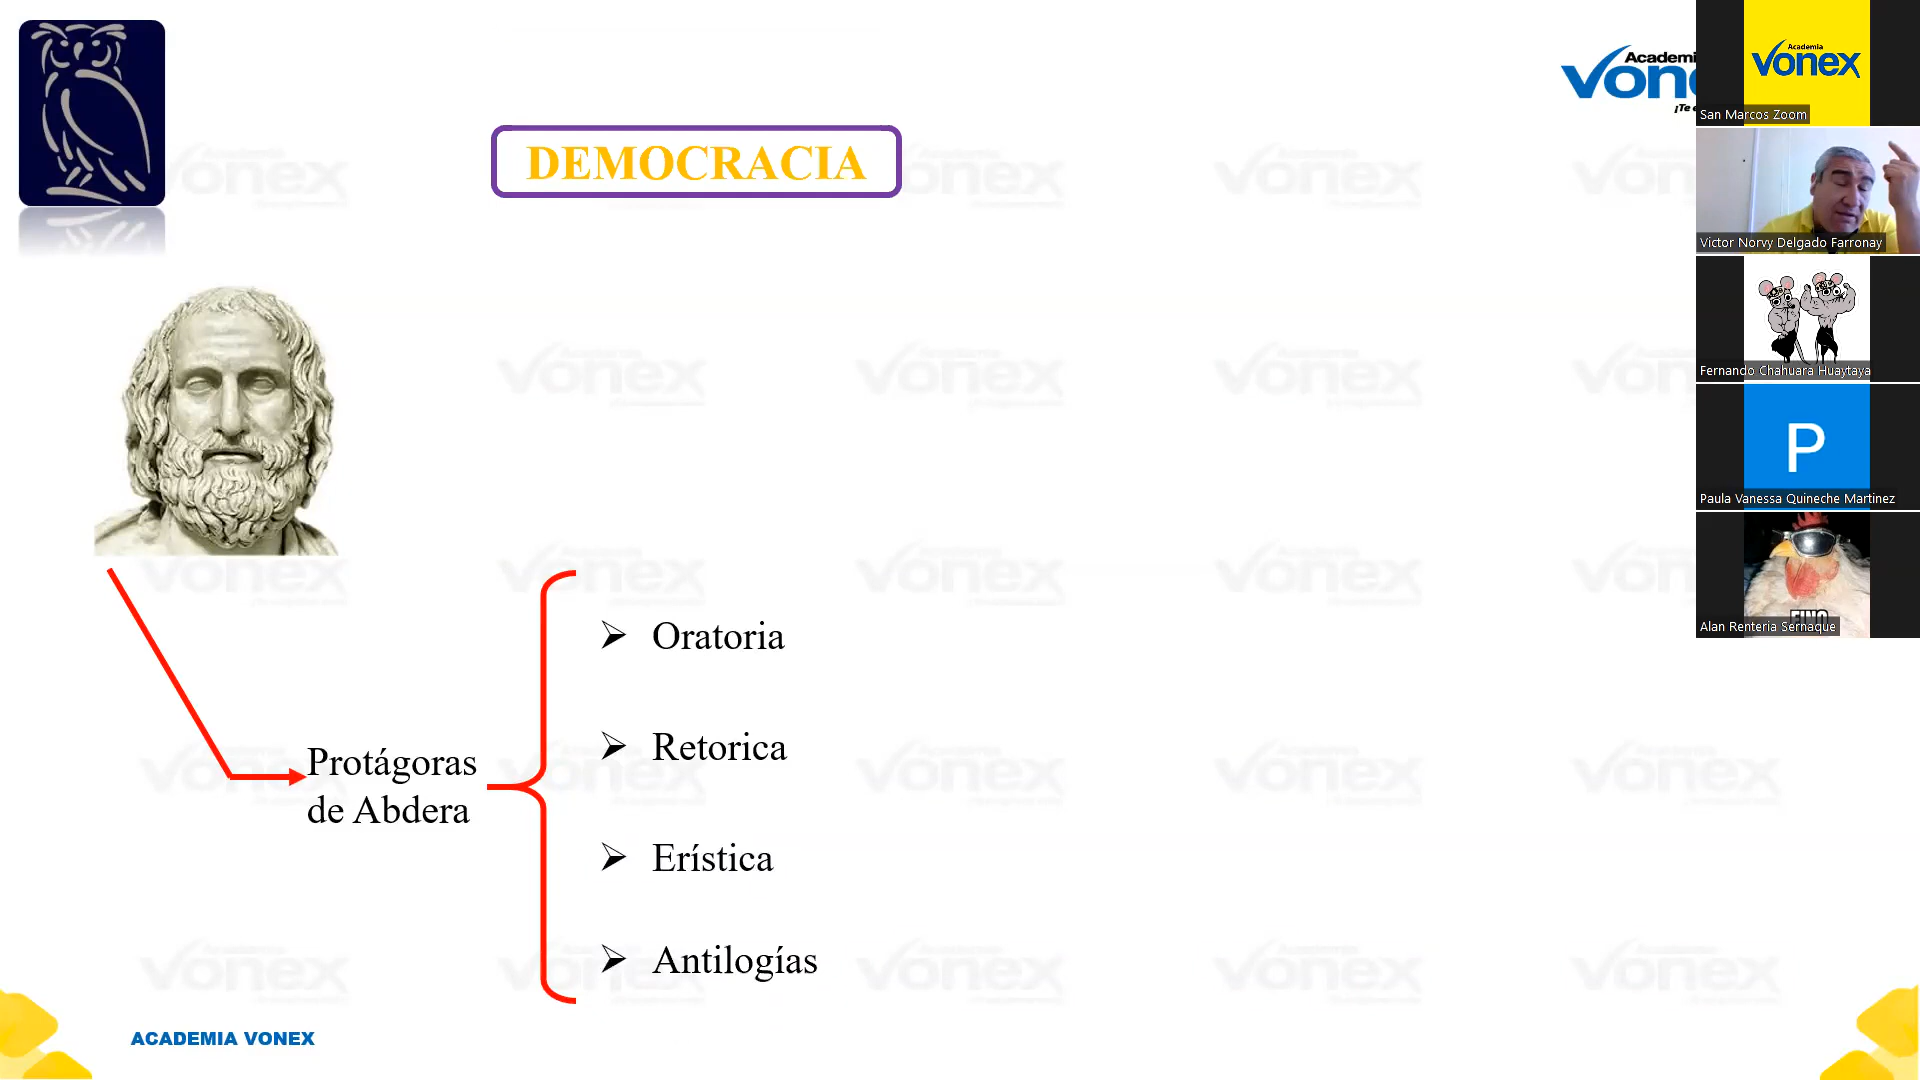 Academia
vonex
San Marcos Zoom
Victor Norvy Delgado Farronay
Fernando Chahuara Huaytaya
P
Paula Vanessa Quineche Martinez
FINO
Alan Renteria Sernaque
DEMOCRACIA
Protágoras
de Abdera
Oratoria
Retorica
Erística
Antilogías
ACADEMIA VONEX